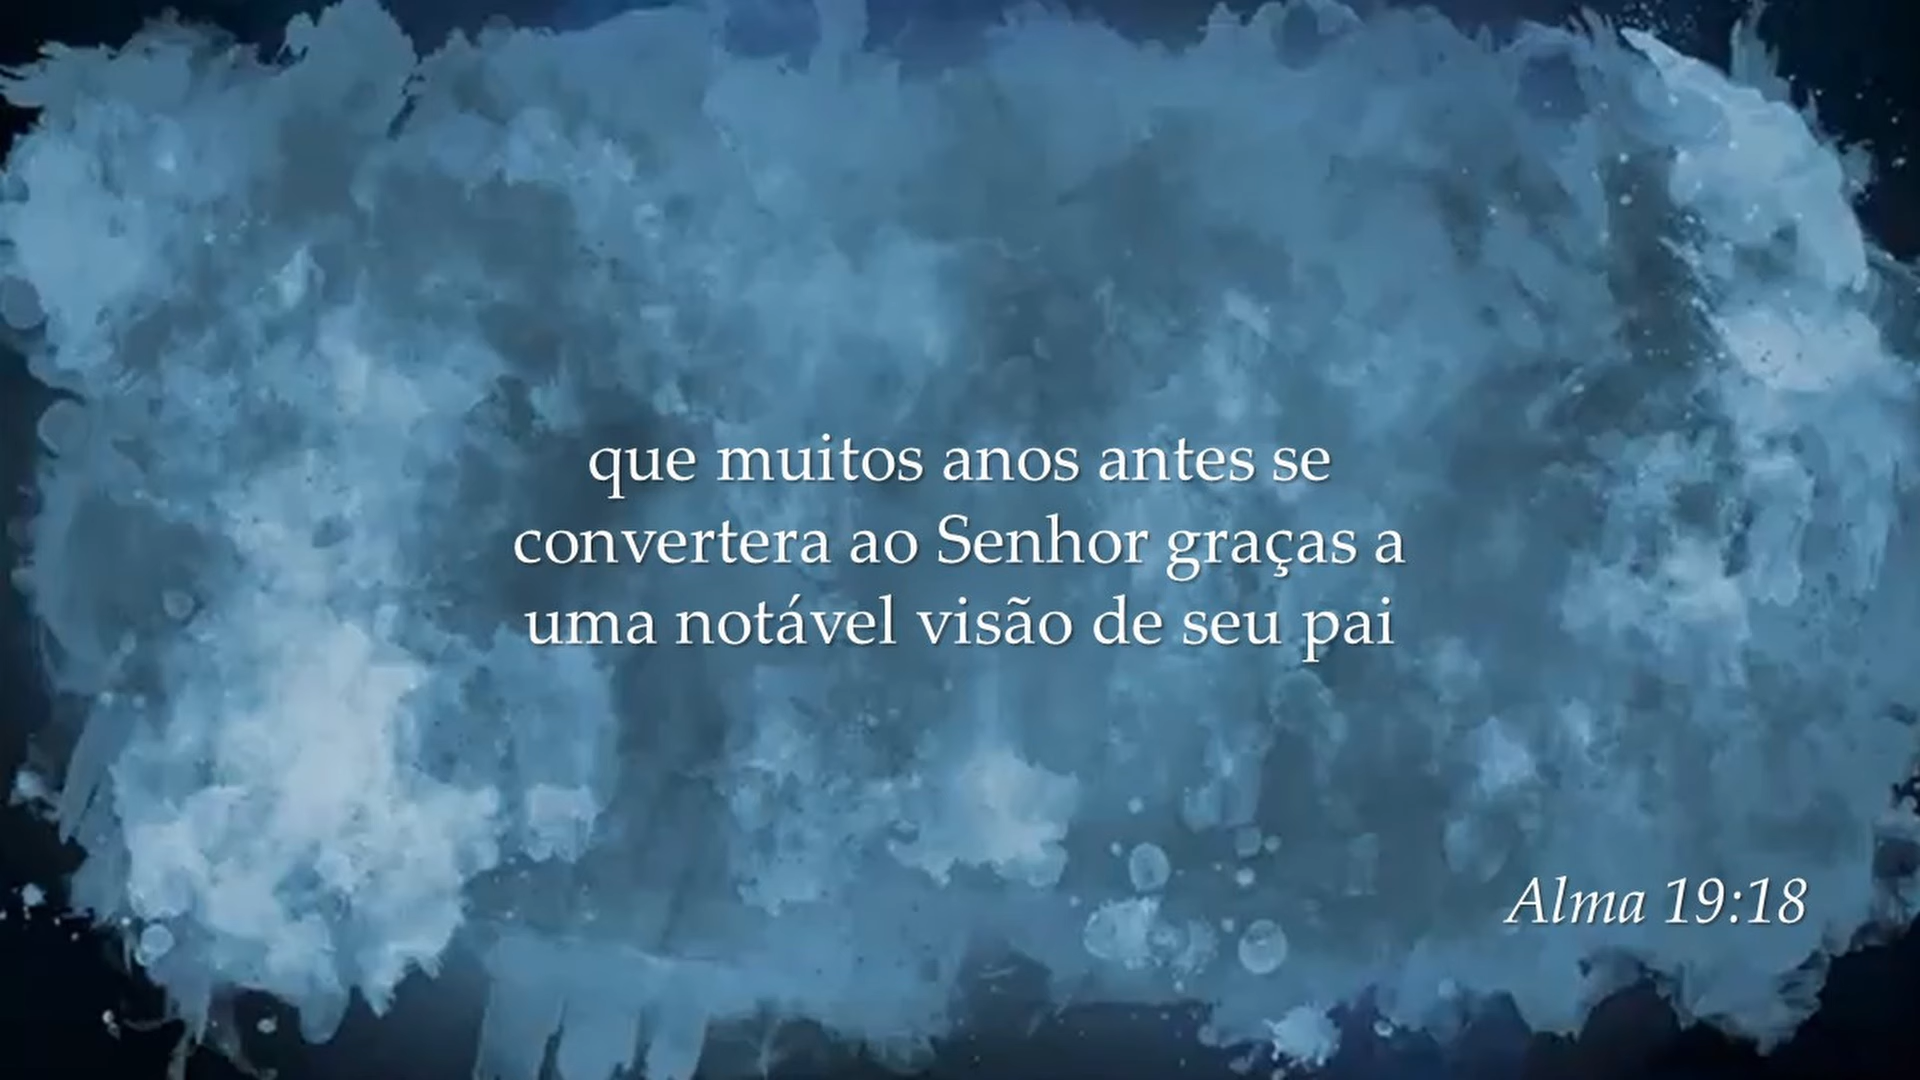 que muitos anos antes se
convertera ao Senhor graças a
uma notável visão de seu pai
Alma 19:18